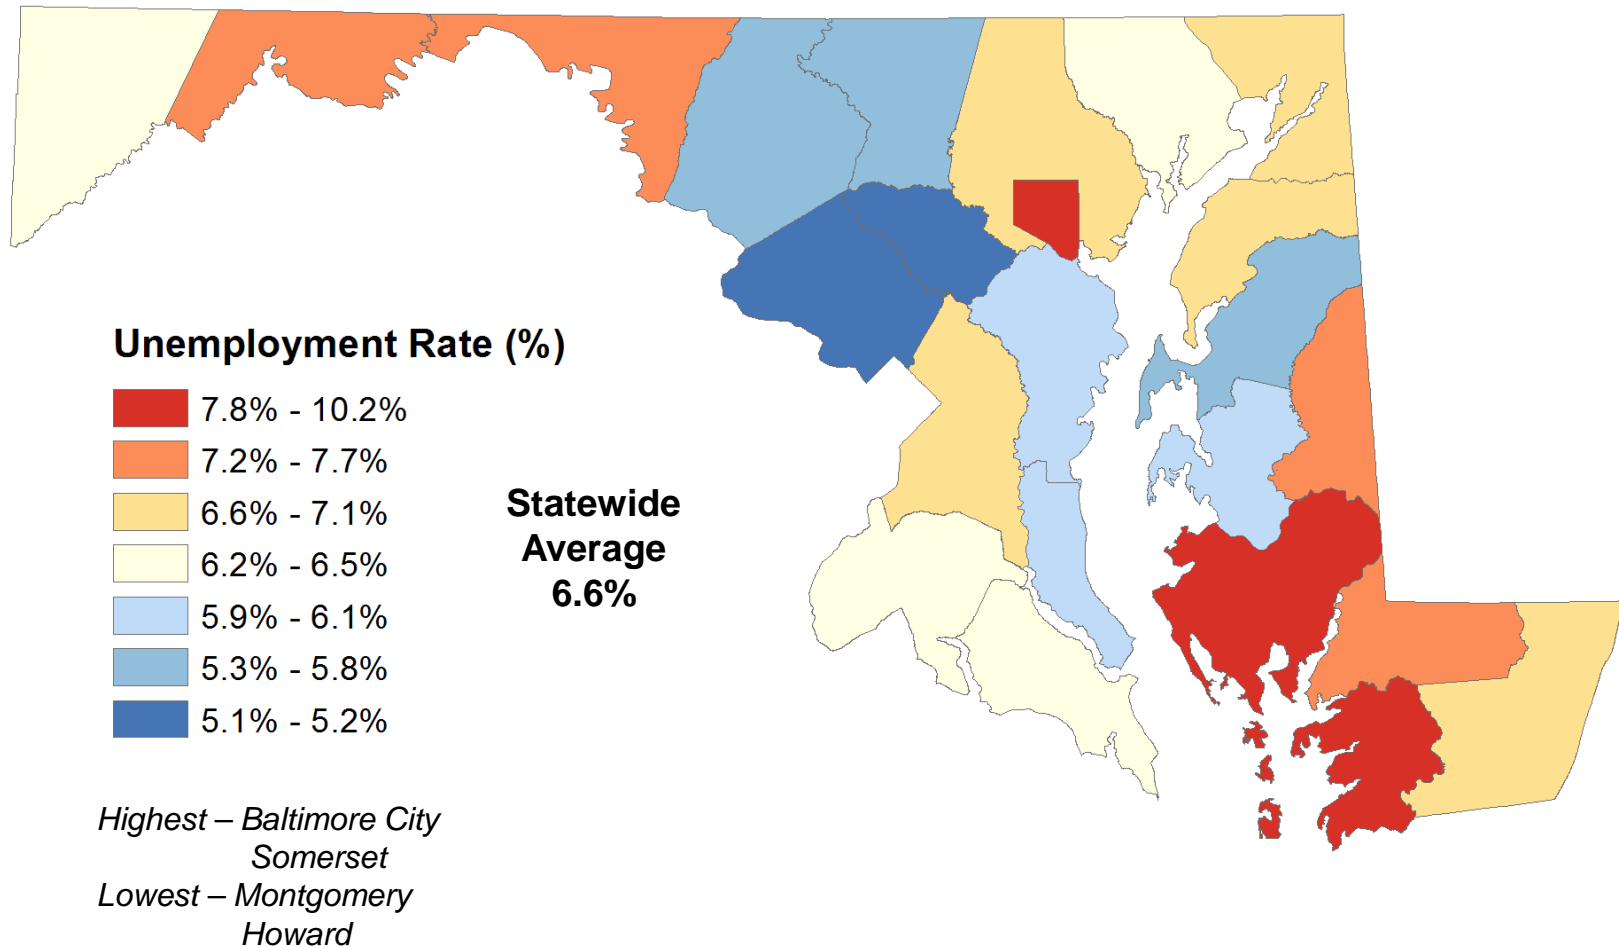 Unemployment Rate (%)
7.8% - 10.2%
7.2% - 7.7%
6.6% - 7.1%
6.2% - 6.5%
5.9% - 6.1%
5.3% - 5.8%
5.1% - 5.2%
Statewide
Average
6.6%
Highest – Baltimore City
Somerset
Lowest – Montgomery
Howard